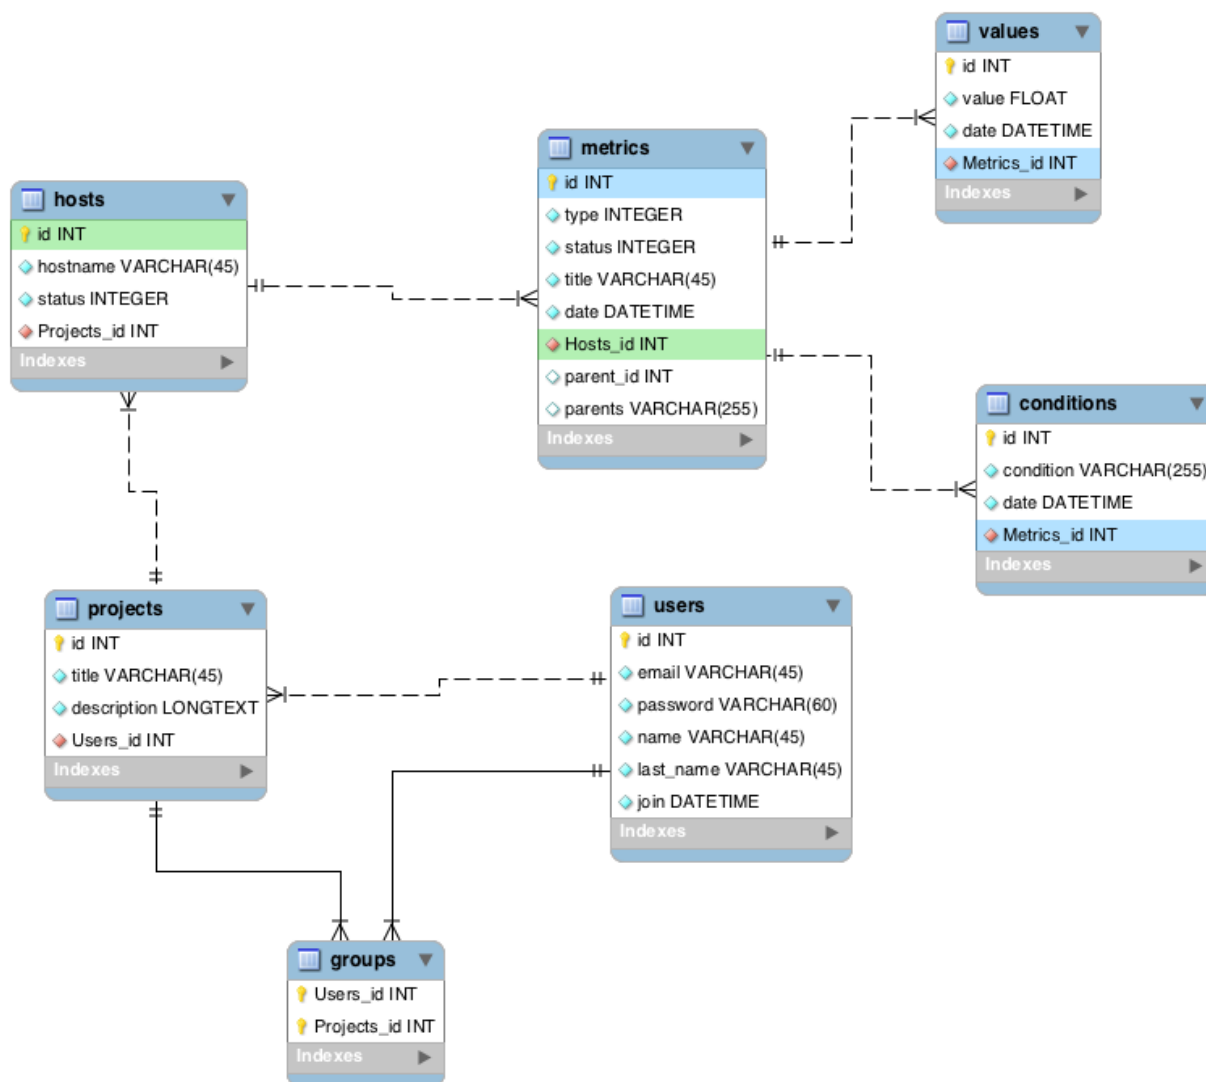 values
id INT
value FLOAT
date DATETIME
Metrics_id INT
Indexes
metrics
id INT
type INTEGER
status INTEGER
title VARCHAR(45)
date DATETIME
Hosts_id INT
parent_id INT
parents VARCHAR(255)
Indexes
hosts
id INT
hostname VARCHAR(45)
status INTEGER
Projects_id INT
Indexes
conditions
id INT
condition VARCHAR(255)
date DATETIME
Metrics_id INT
Indexes
projects
id INT
title VARCHAR(45)
description LONGTEXT
Users_id INT
Indexes
users
id INT
email VARCHAR(45)
password VARCHAR(60)
name VARCHAR(45)
last_name VARCHAR(45)
join DATETIME
Indexes
groups
Users_id INT
Projects_id INT
Indexes